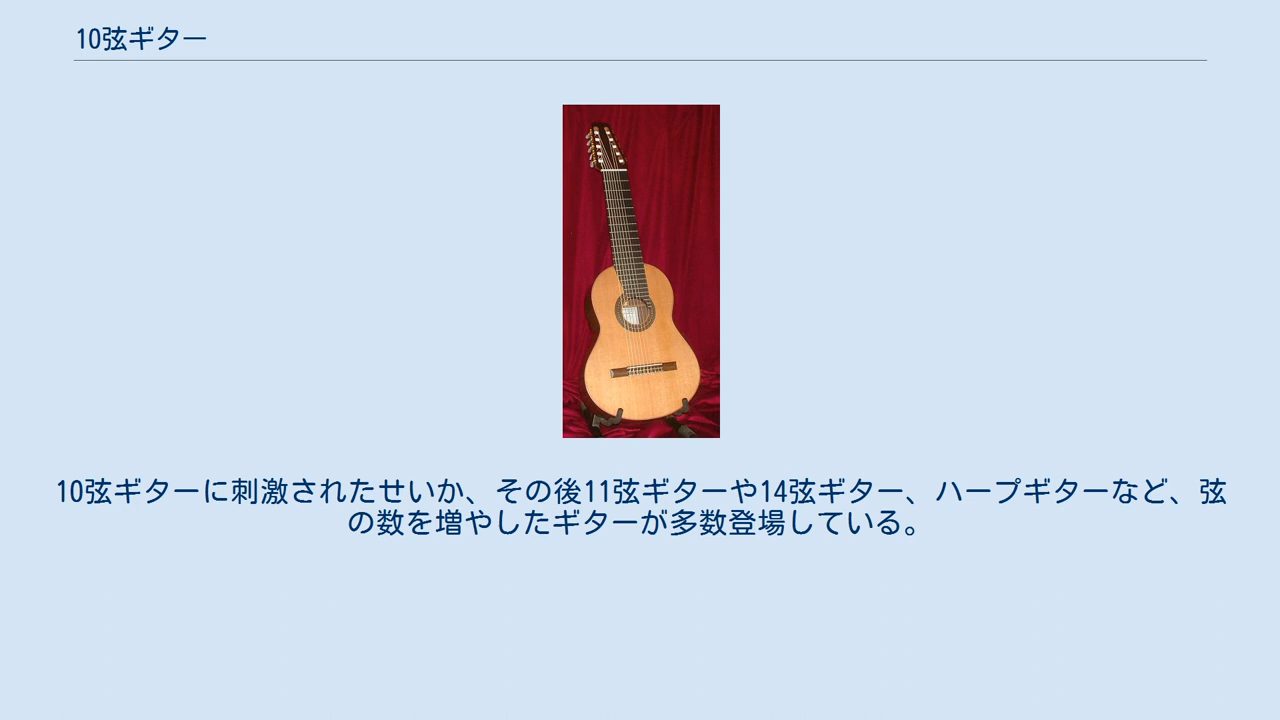 10弦ギター
10弦ギターに刺激されたせいか、その後11弦ギターや14弦ギター、ハープギターなど、弦
の数を増やしたギターが多数登場している。